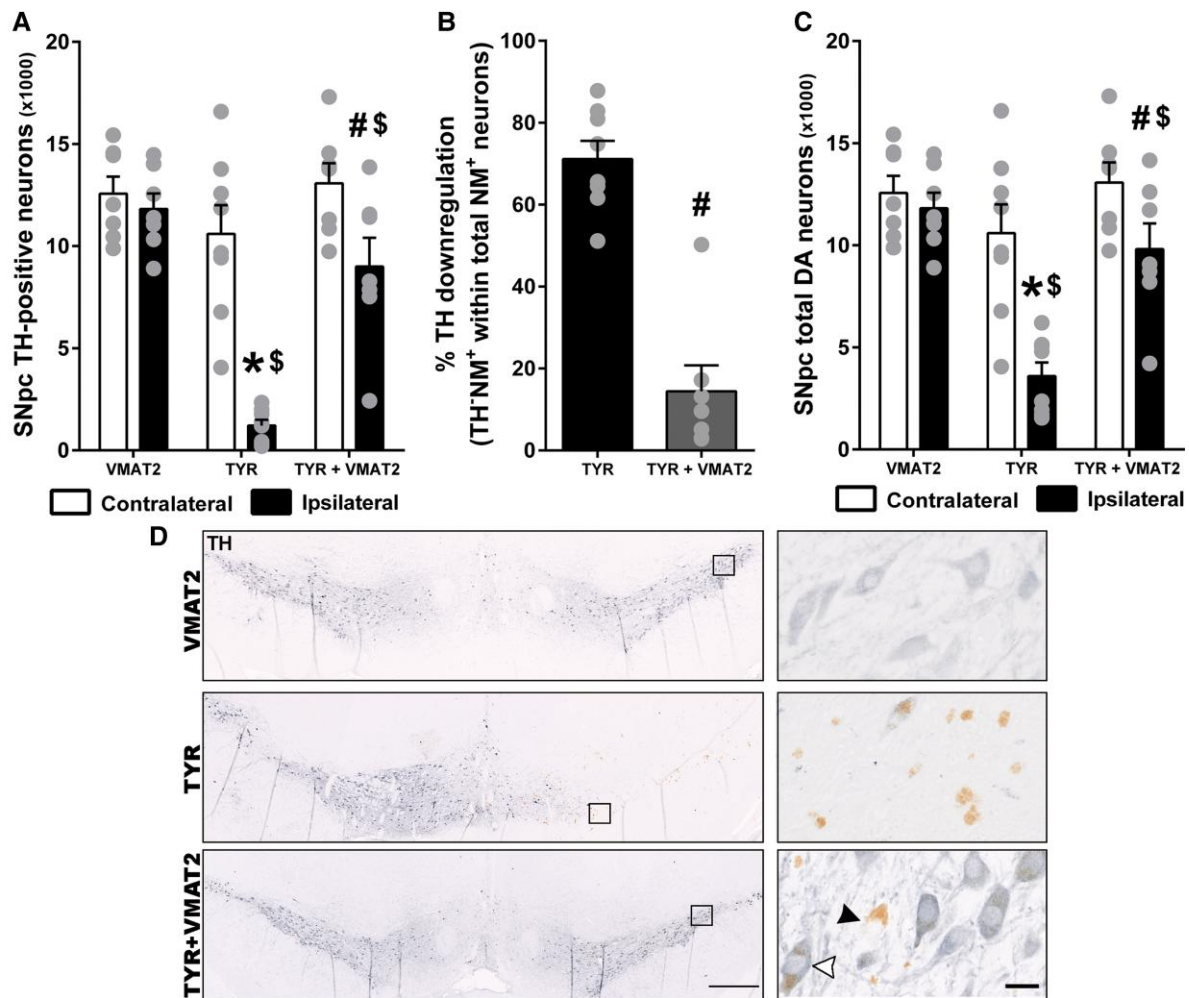 A
SNpc TH-positive neurons (x1000)
20
15
10
5
0
* $
# $
VMAT2
TYR
TYR + VMAT2
Contralateral
Ipsilateral
B
% TH downregulation
(TH⁻NM⁺ within total NM⁺ neurons)
100
80
60
40
20
0
#
TYR
TYR + VMAT2
C
SNpc total DA neurons (x1000)
20
15
10
5
0
* $
# $
VMAT2
TYR
TYR + VMAT2
Contralateral
Ipsilateral
D
TH
VMAT2
TYR
TYR+VMAT2